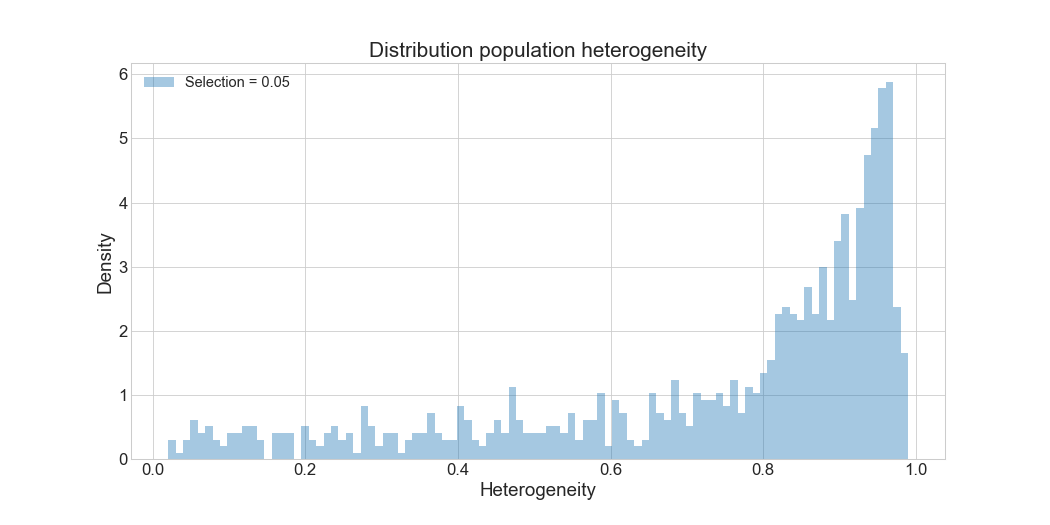 Distribution population heterogeneity
Selection = 0.05
Density
6
5
4
3
2
1
0
0.0 0.2 0.4 0.6 0.8 1.0
Heterogeneity